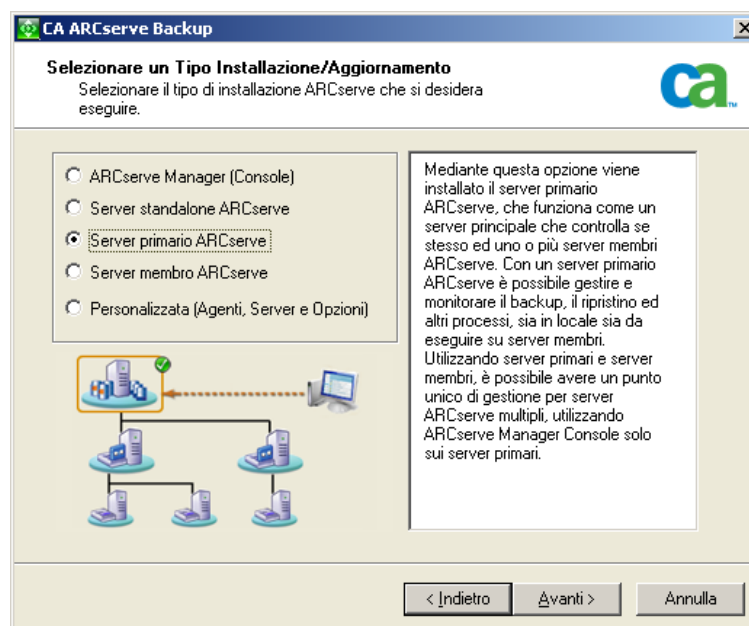 CA ARCserve Backup
Selezionare un Tipo Installazione/Aggiornamento
Selezionare il tipo di installazione ARCserve che si desidera
eseguire.
ca
ARCserve Manager (Console)
Server standalone ARCserve
Server primario ARCserve
Server membro ARCserve
Personalizzata (Agenti, Server e Opzioni)
Mediante questa opzione viene
installato il server primario
ARCserve, che funziona come un
server principale che controlla se
stesso ed uno o più server membri
ARCserve. Con un server primario
ARCserve è possibile gestire e
monitorare il backup, il ripristino ed
altri processi, sia in locale sia da
eseguire su server membri.
Utilizzando server primari e server
membri, è possibile avere un punto
unico di gestione per server
ARCserve multipli, utilizzando
ARCserve Manager Console solo
sui server primari.
< Indietro
Avanti >
Annulla